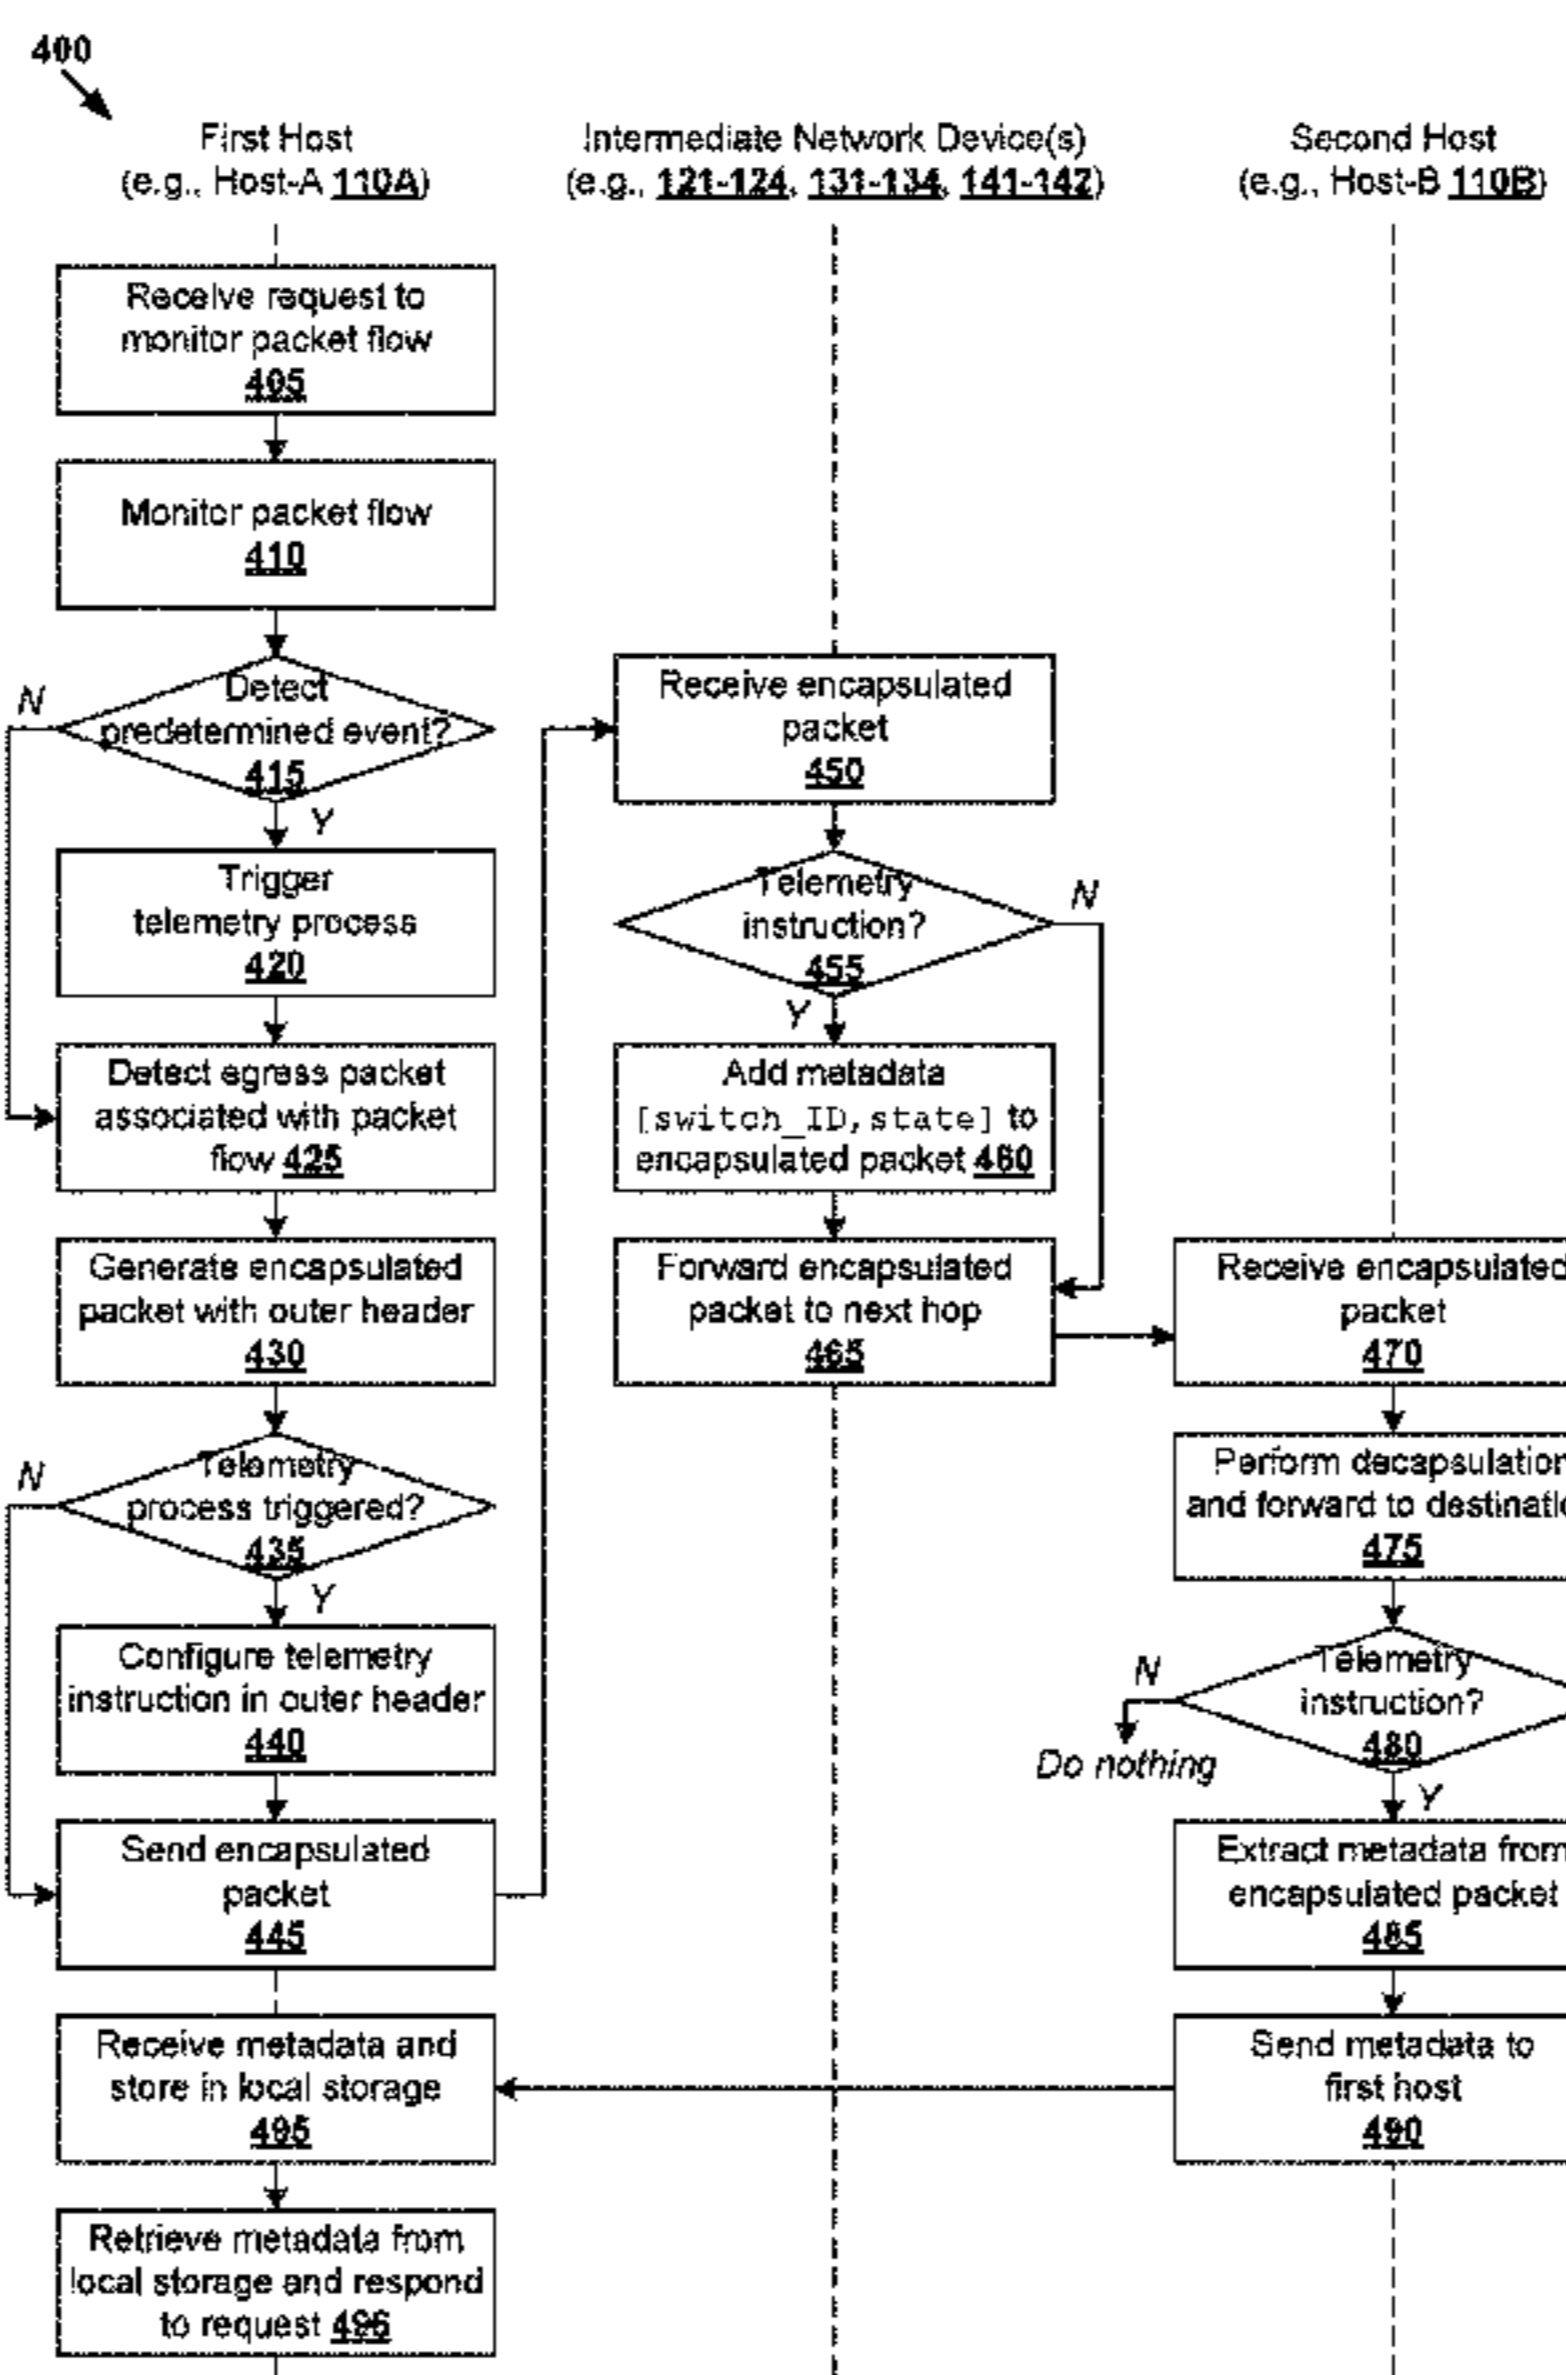 400
First Host
(e.g., Host-A 110A)
Intermediate Network Device(s)
(e.g., 121-124, 131-134, 141-142)
Second Host
(e.g., Host-B 110B)
Receive request to
monitor packet flow
405
Monitor packet flow
410
Detect
predetermined event?
415
N
Y
Trigger
telemetry process
420
Detect egress packet
associated with packet
flow 425
Generate encapsulated
packet with outer header
430
Telemetry
process triggered?
435
N
Y
Configure telemetry
instruction in outer header
440
Send encapsulated
packet
445
Receive metadata and
store in local storage
495
Retrieve metadata from
local storage and respond
to request 496
Receive encapsulated
packet
450
Telemetry
instruction?
455
N
Y
Add metadata
[switch_ID,state] to
encapsulated packet 460
Forward encapsulated
packet to next hop
465
Receive encapsulated
packet
470
Perform decapsulation
and forward to
475
Telemetry
instruction?
480
N
Do nothing
Y
Extract metadata from
encapsulated packet
485
Send metadata to
first host
490